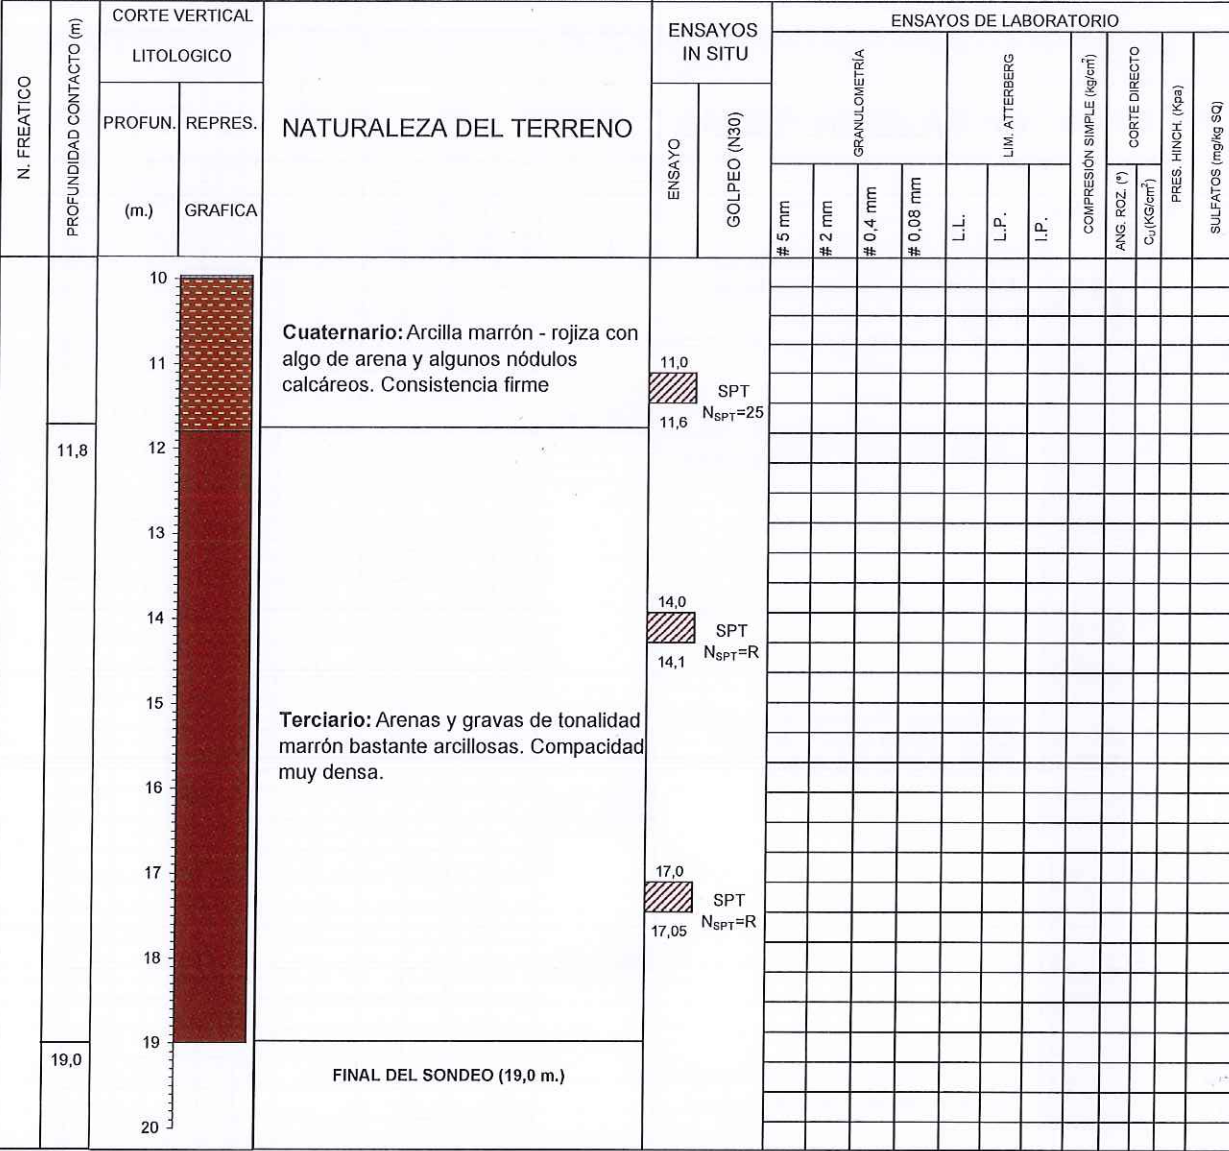 N. FREATICO
PROFUNDIDAD CONTACTO (m)
CORTE VERTICAL
LITOLOGICO
PROFUN.
(m.)
REPRES.
GRAFICA
NATURALEZA DEL TERRENO
ENSAYOS
IN SITU
ENSAYO
GOLPEO (N30)
ENSAYOS DE LABORATORIO
GRANULOMETRÍA
# 5 mm
# 2 mm
# 0,4 mm
# 0,08 mm
LIM. ATTERBERG
L.L.
L.P.
I.P.
COMPRESIÓN SIMPLE (kg/cm²)
CORTE DIRECTO
ANG. ROZ. (°)
CU(KG/cm²)
PRES. HINCH. (Kpa)
SULFATOS (mg/kg SQ)
10
Cuaternario: Arcilla marrón - rojiza con
algo de arena y algunos nódulos
calcáreos. Consistencia firme
11
11,0
SPT
NSPT=25
11,6
11,8
12
13
14
14,0
SPT
NSPT=R
14,1
15
Terciario: Arenas y gravas de tonalidad
marrón bastante arcillosas. Compacidad
muy densa.
16
17
17,0
SPT
NSPT=R
17,05
18
19
19,0
FINAL DEL SONDEO (19,0 m.)
20